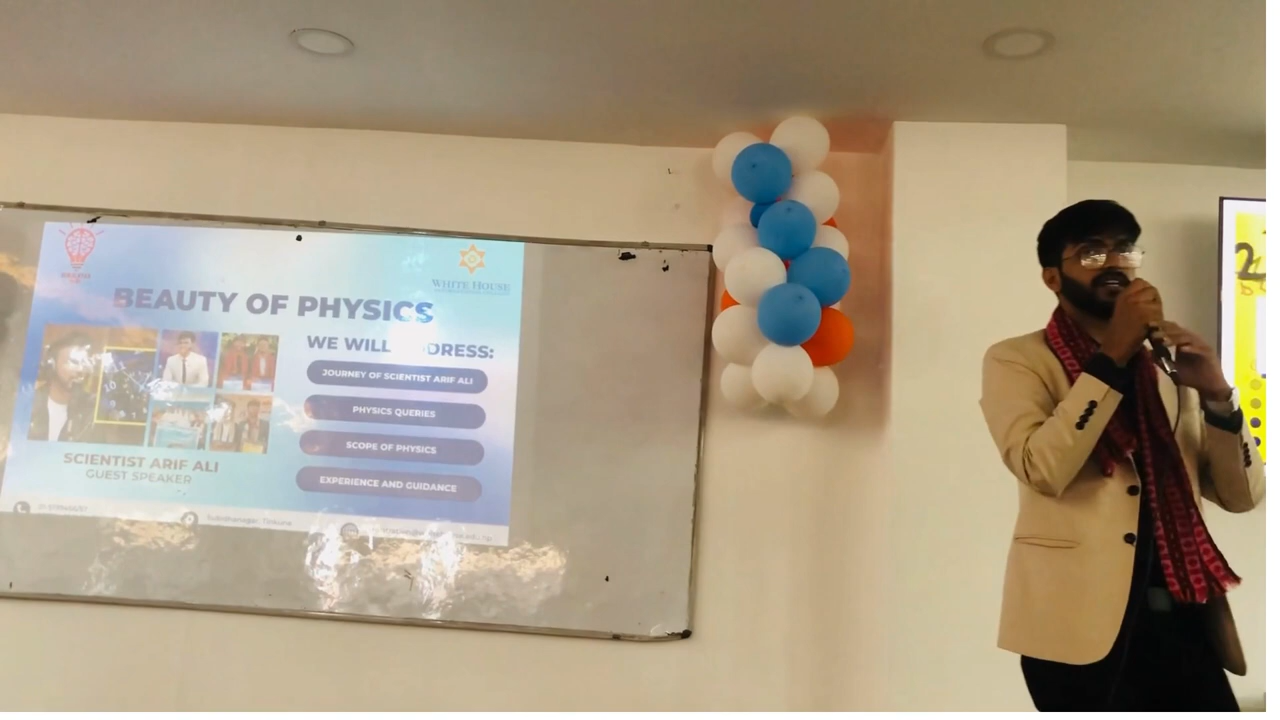 WHITE HOUSE
BEAUTY OF PHYSICS
WE WILL DRESS:
JOURNEY OF SCIENTIST ARIF ALI
PHYSICS QUERIES
SCOPE OF PHYSICS
EXPERIENCE AND GUIDANCE
SCIENTIST ARIF ALI
GUEST SPEAKER
Tinkune